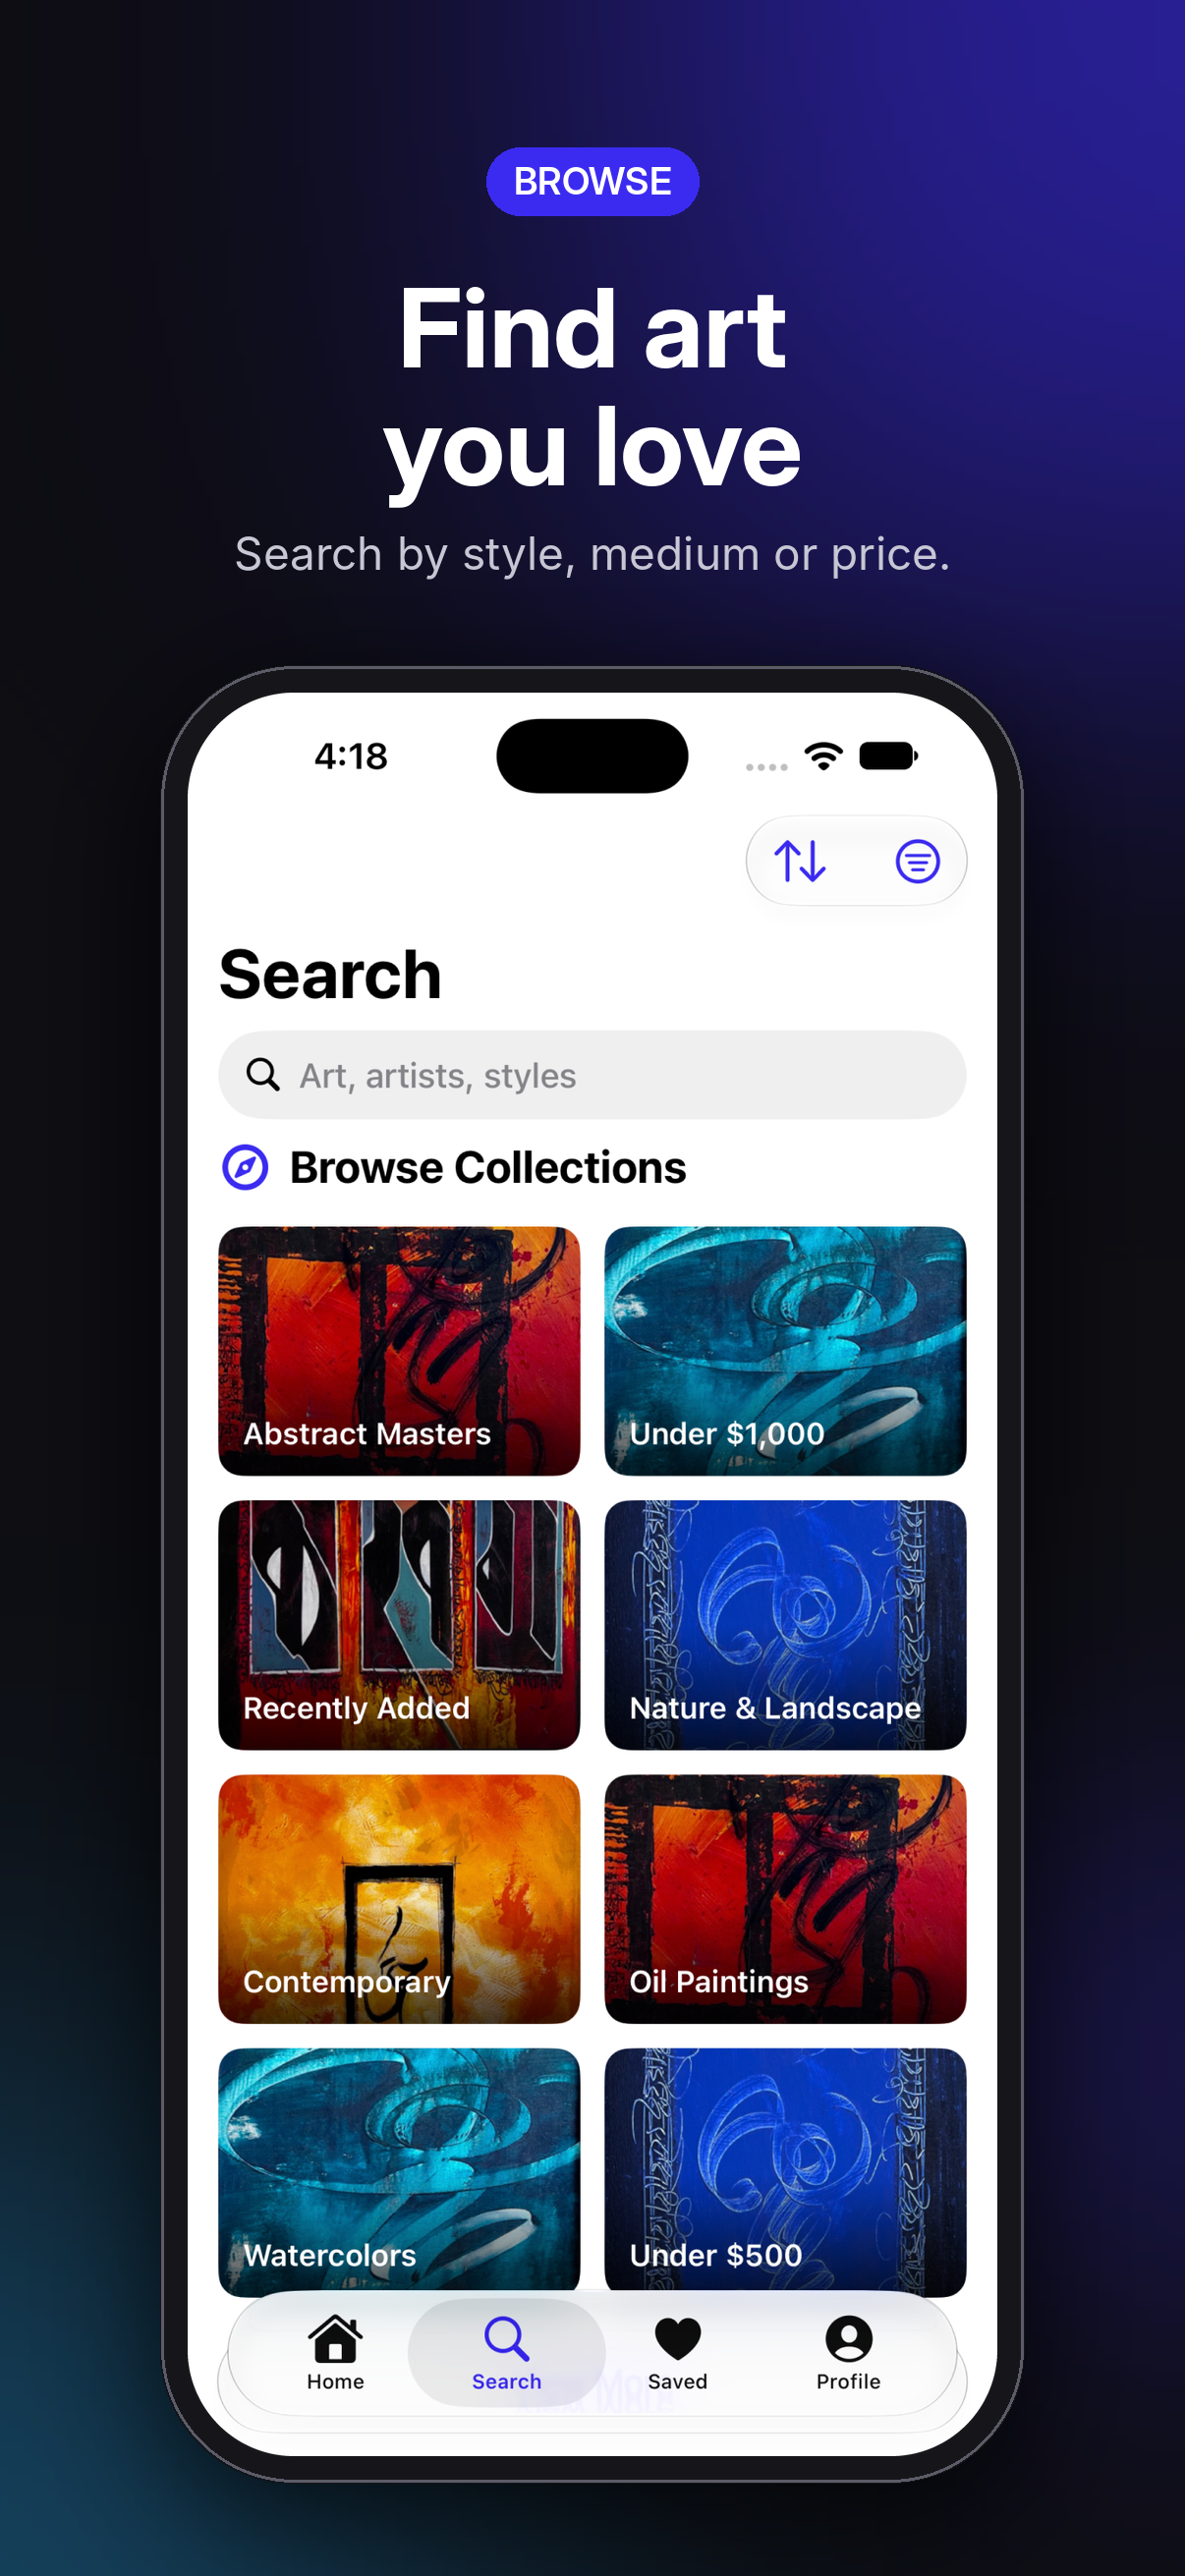 BROWSE
Find art
you love
Search by style, medium or price.
4:18
Search
Art, artists, styles
Browse Collections
Abstract Masters
Under $1,000
Recently Added
Nature & Landscape
Contemporary
Oil Paintings
Watercolors
Under $500
Home
Search
Saved
Profile